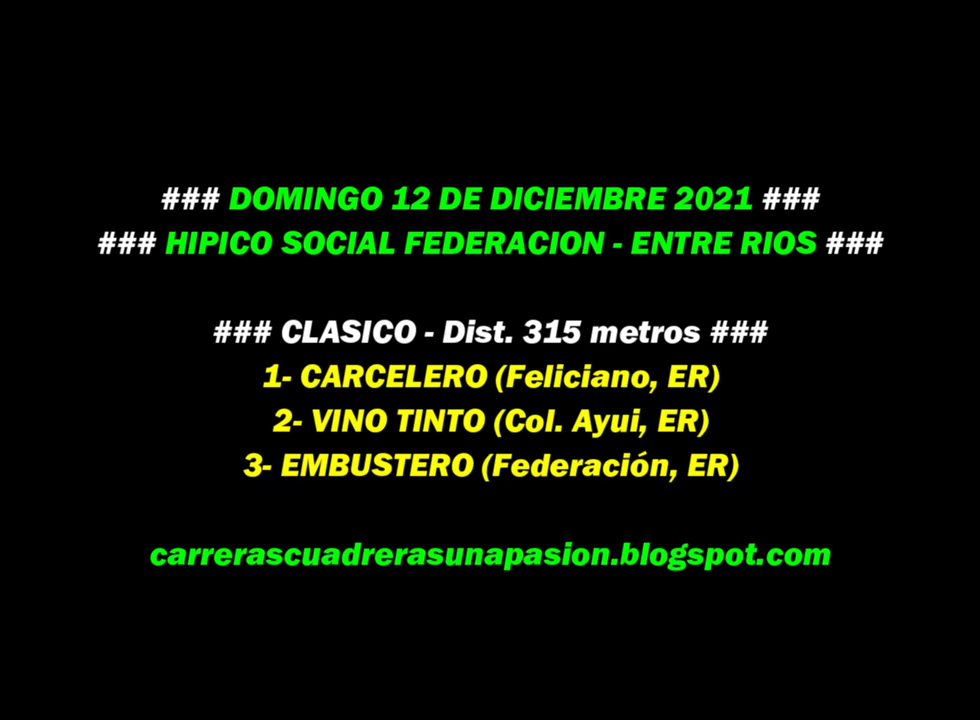 ### DOMINGO 12 DE DICIEMBRE 2021 ###
### HIPICO SOCIAL FEDERACION - ENTRE RIOS ###
### CLASICO - Dist. 315 metros ###
1- CARCELERO (Feliciano, ER)
2- VINO TINTO (Col. Ayui, ER)
3- EMBUSTERO (Federación, ER)
carrerascuadrerasunapasion.blogspot.com